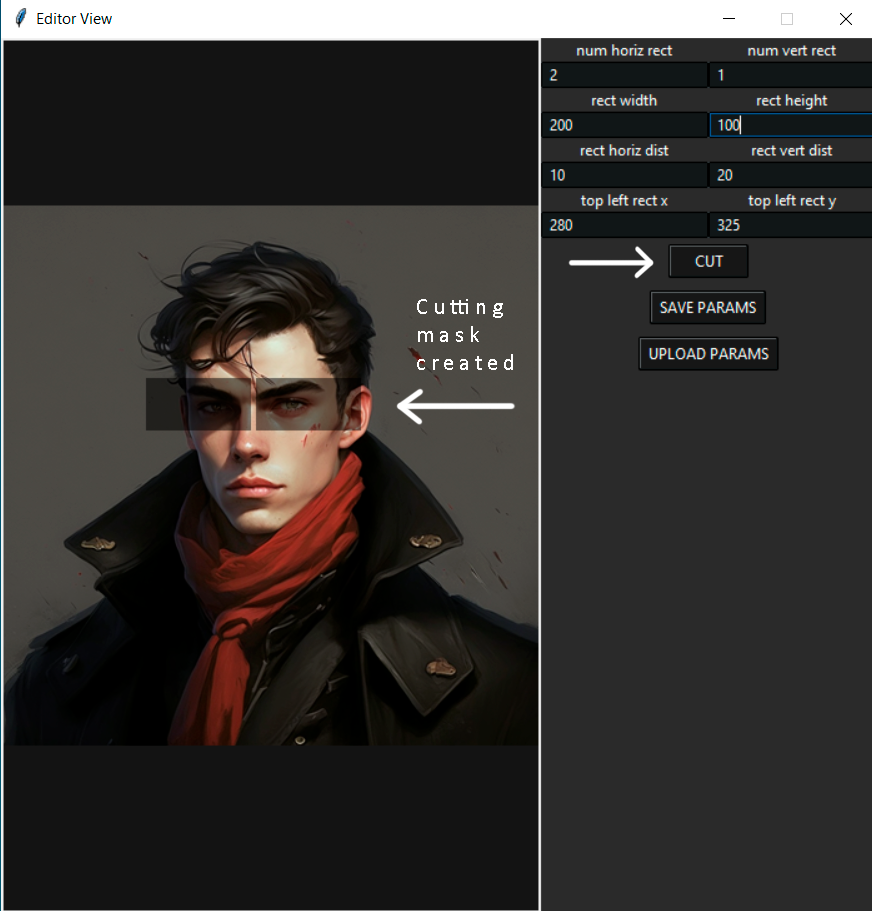 Editor View
num horiz rect num vert rect
2 1
rect width rect height
200 100
rect horiz dist rect vert dist
10 20
top left rect x top left rect y
280 325
CUT
SAVE PARAMS
UPLOAD PARAMS
Cutting
mask
created